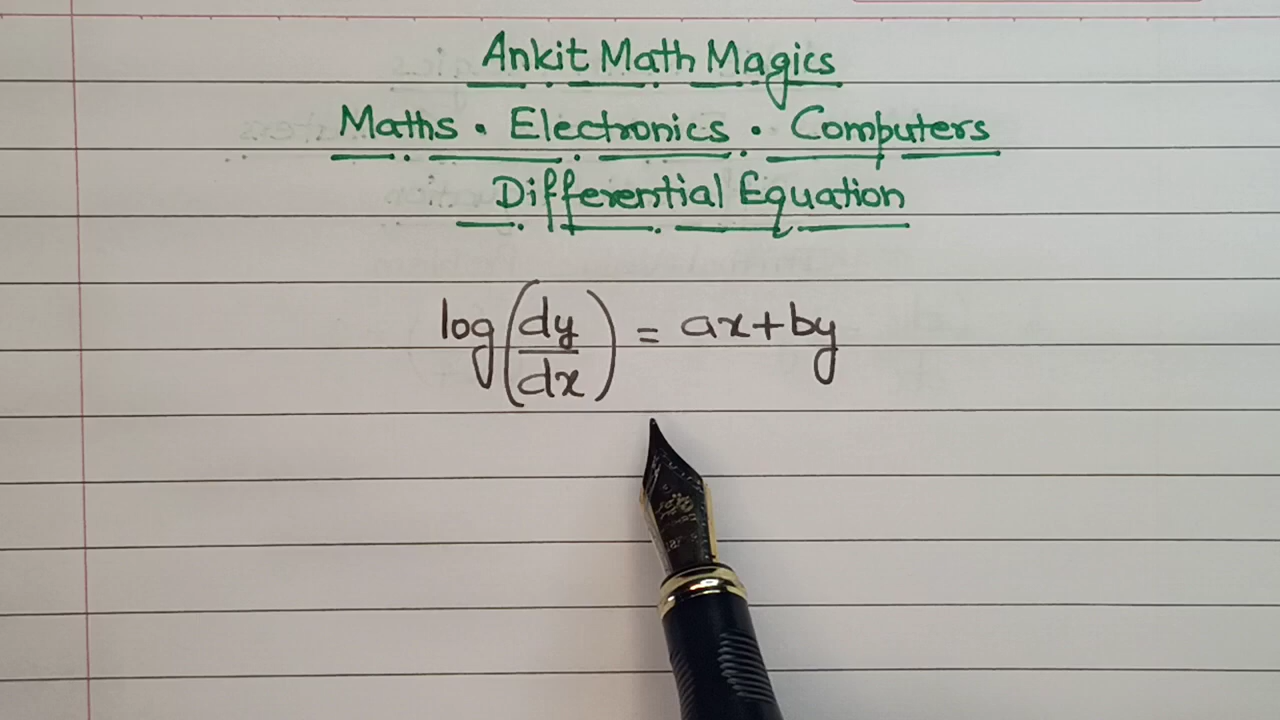 Ankit Math Magics
Maths • Electronics • Computers
Differential Equation
log(dy/dx) = ax+by